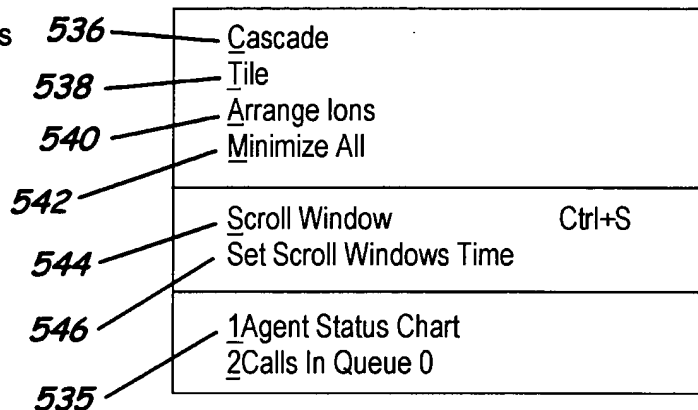 s 536 Cascade
538 Tile
540 Arrange Ions
542 Minimize All
544 Scroll Window Ctrl+S
546 Set Scroll Windows Time
535 1Agent Status Chart
2Calls In Queue 0